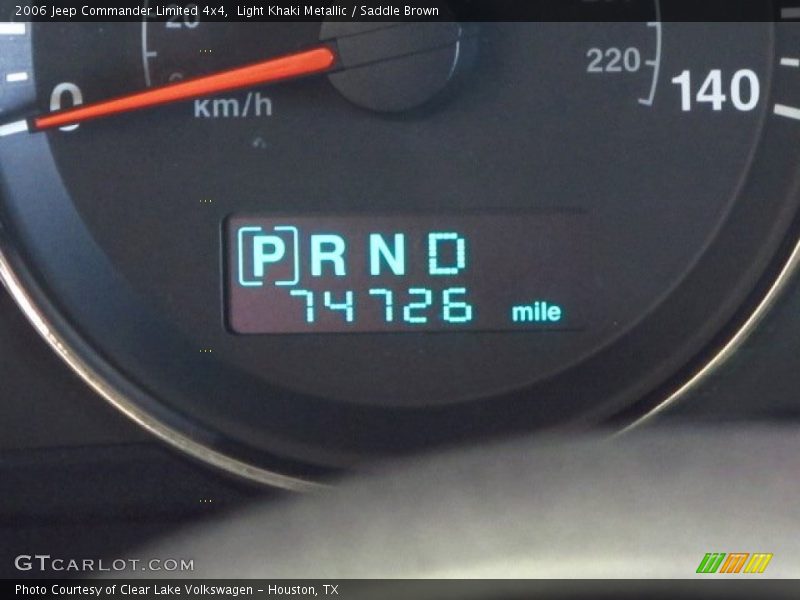 2006 Jeep Commander Limited 4x4,  Light Khaki Metallic / Saddle Brown
20
220
140
0
km/h
P R N D
74726 mile
GTCARLOT.COM
Photo Courtesy of Clear Lake Volkswagen – Houston, TX